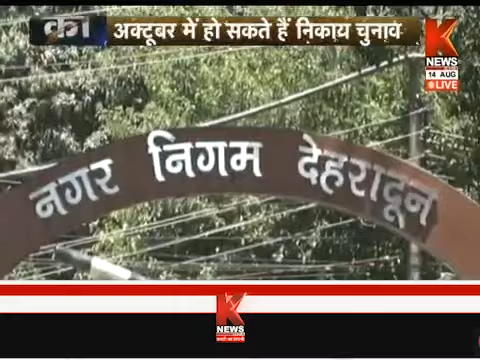 का अक्टूबर में हो सकते हैं निकाय चुनाव
K
NEWS
14 AUG
LIVE
नगर निगम देहरादून
K
NEWS